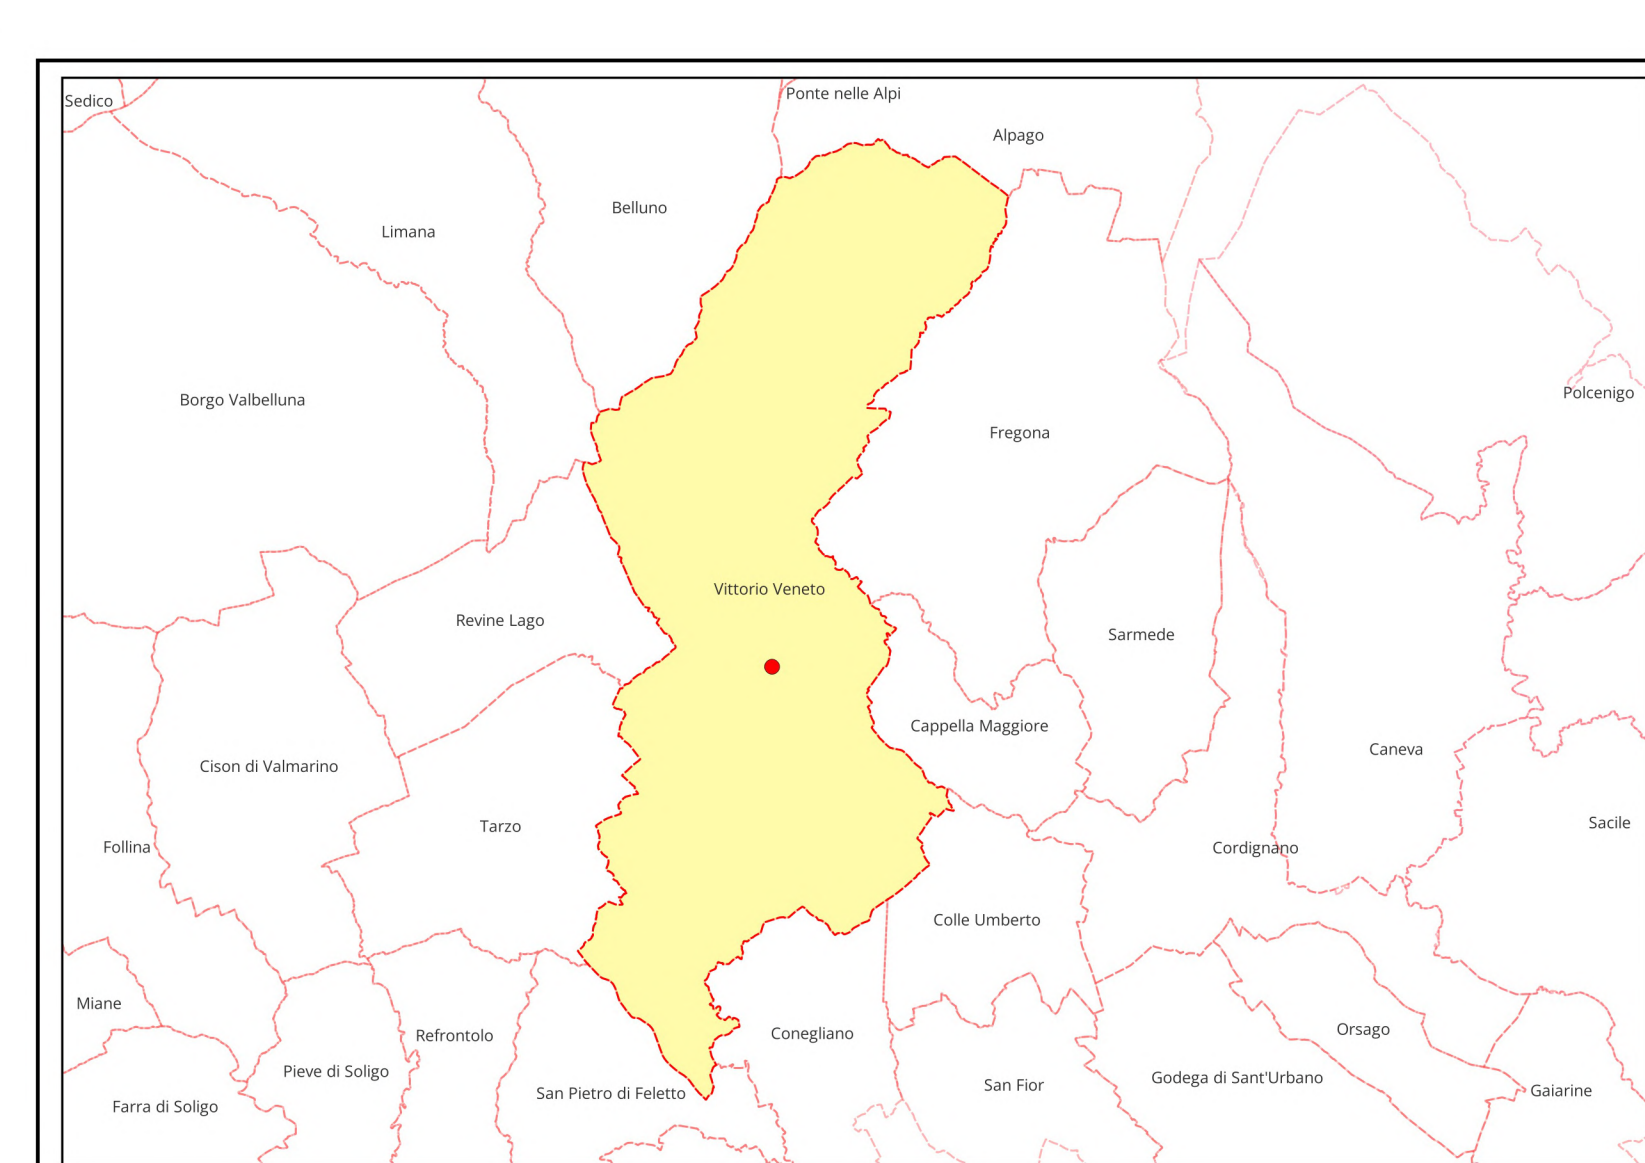 Sedico
Ponte nelle Alpi
Alpago
Belluno
Limana
Borgo Valbelluna
Polcenigo
Fregona
Vittorio Veneto
Revine Lago
Sarmede
Cappella Maggiore
Caneva
Cison di Valmarino
Sacile
Tarzo
Follina
Cordignano
Colle Umberto
Miane
Orsago
Conegliano
Refrontolo
Pieve di Soligo
Godega di Sant'Urbano
San Fior
Gaiarine
San Pietro di Feletto
Farra di Soligo